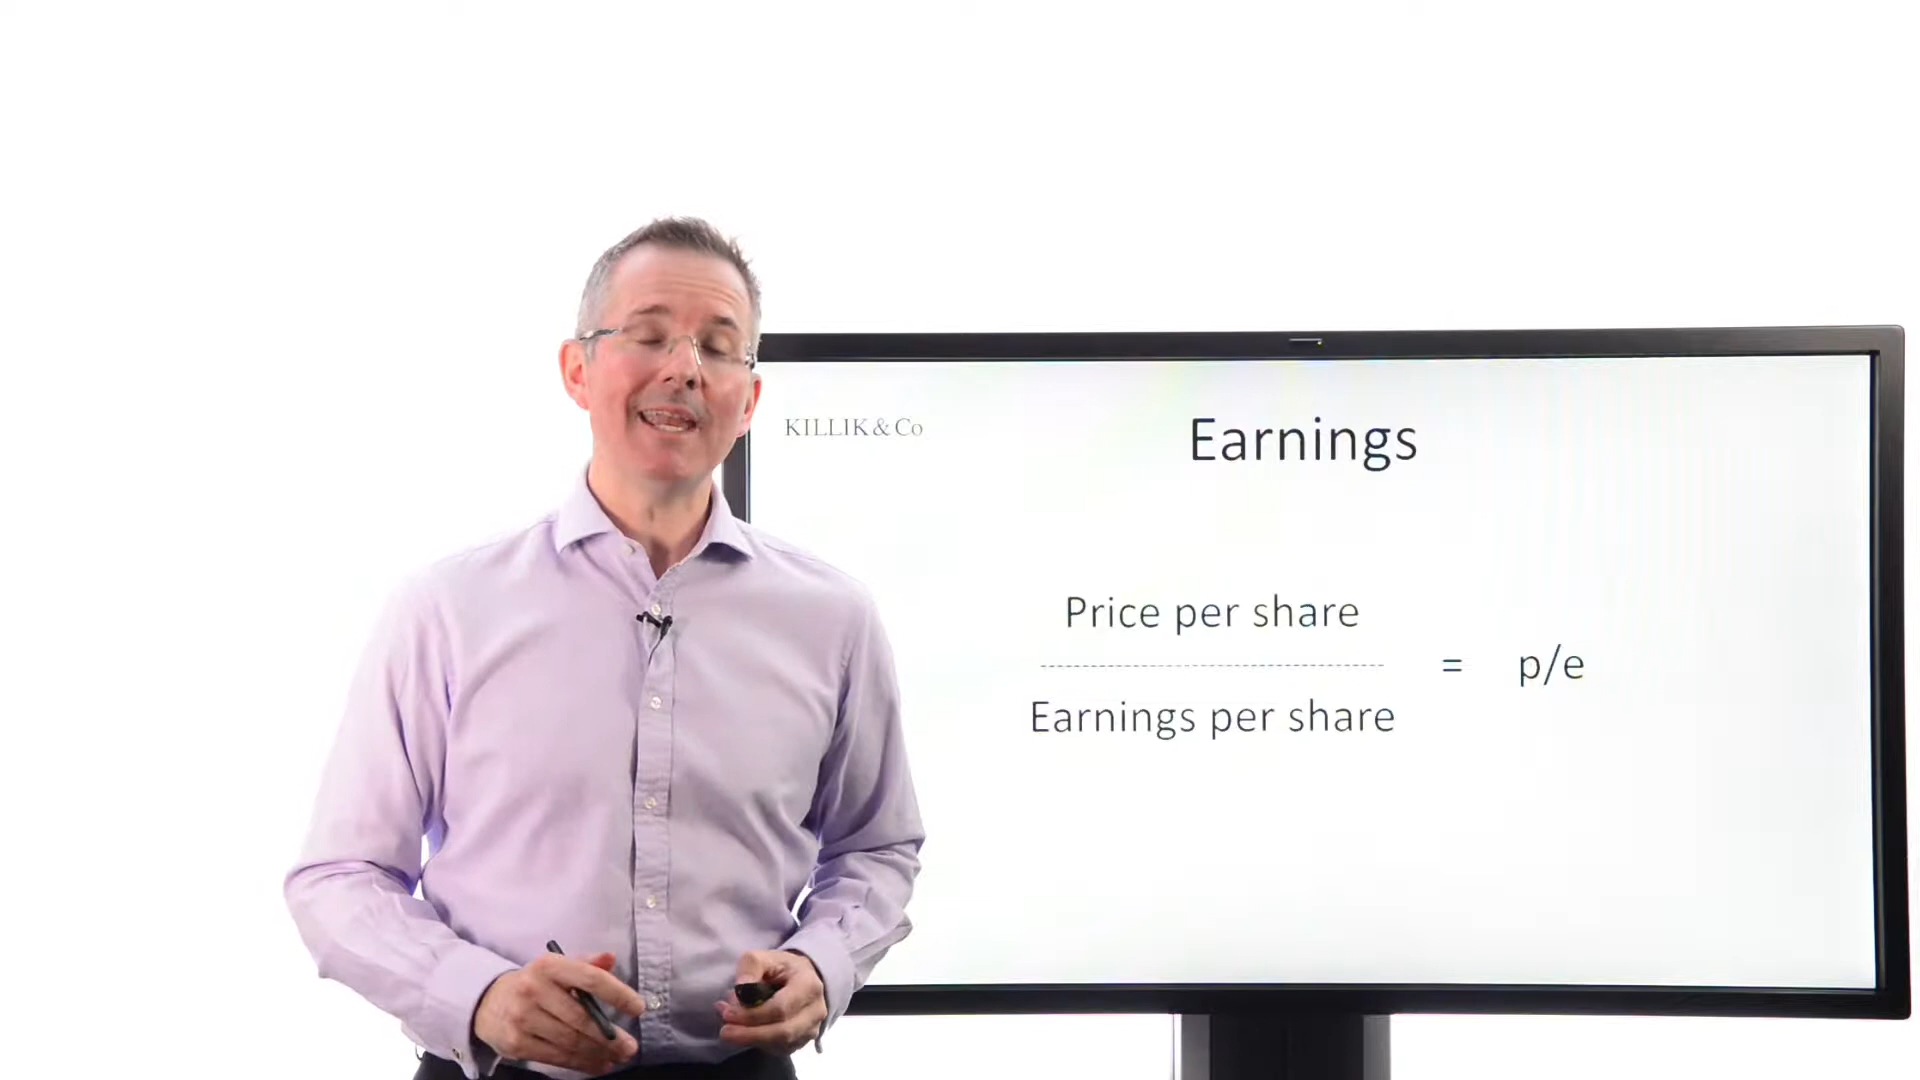 KILLIK & Co
Earnings
Price per share
= p/e
Earnings per share